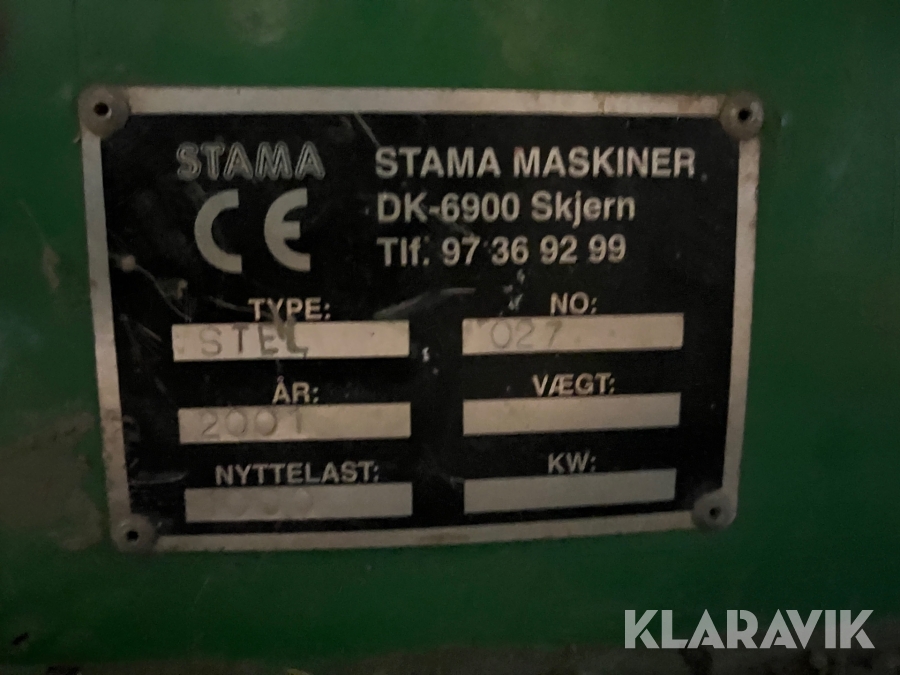 STAMA
STAMA MASKINER
DK-6900 Skjern
CE
Tlf. 97 36 92 99
TYPE:
STEL
NO:
027
ÅR:
2001
VÆGT:
NYTTELAST:
KW:
KLARAVIK